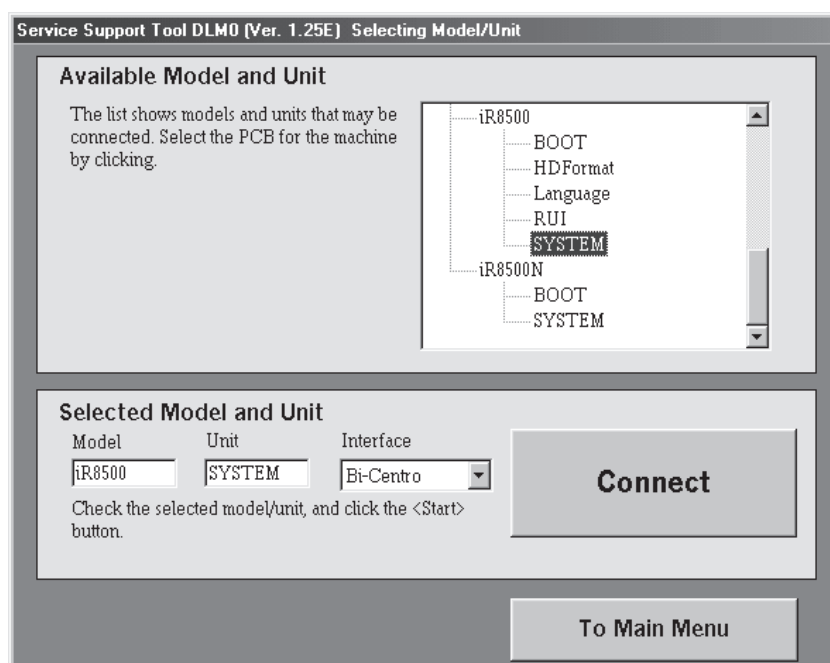 Service Support Tool DLM0 (Ver. 1.25E) Selecting Model/Unit
Available Model and Unit
The list shows models and units that may be
connected. Select the PCB for the machine
by clicking.
iR8500
BOOT
HDFormat
Language
RUI
SYSTEM
iR8500N
BOOT
SYSTEM
Selected Model and Unit
Model Unit Interface
iR8500 SYSTEM Bi-Centro
Check the selected model/unit, and click the <Start>
button.
Connect
To Main Menu